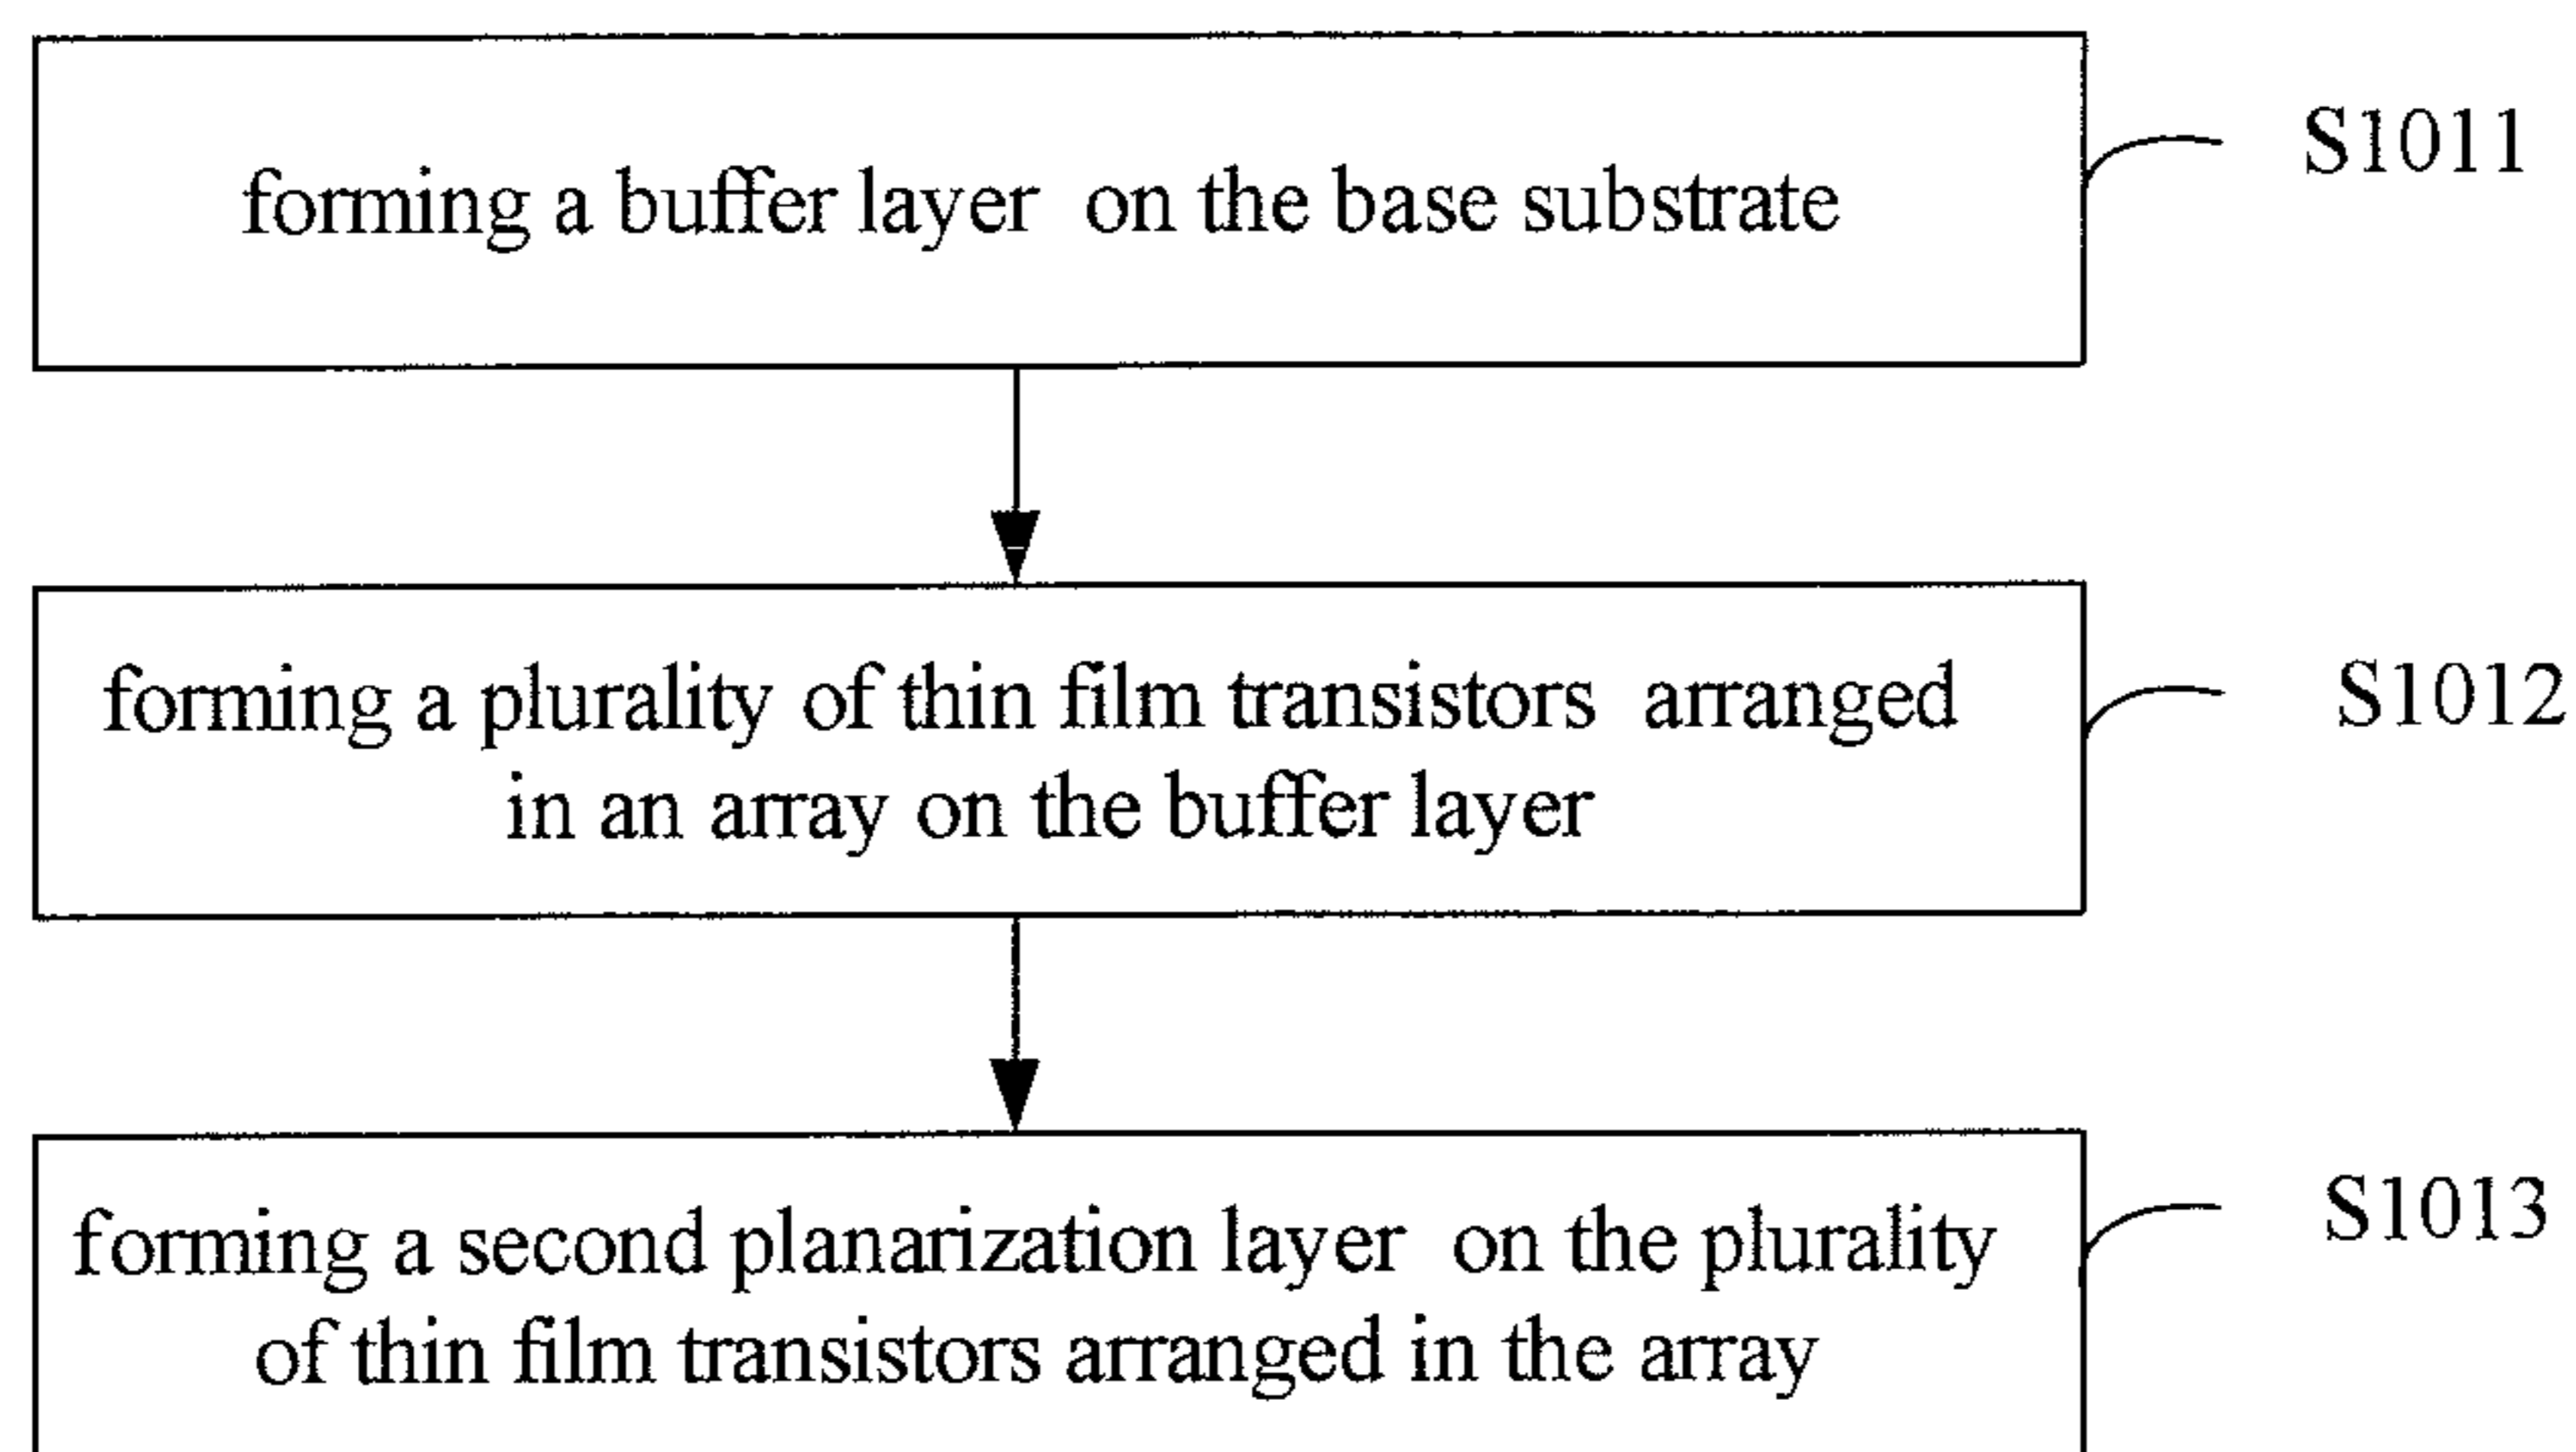 forming a buffer layer on the base substrate
S1011
forming a plurality of thin film transistors arranged
in an array on the buffer layer
S1012
forming a second planarization layer on the plurality
of thin film transistors arranged in the array
S1013